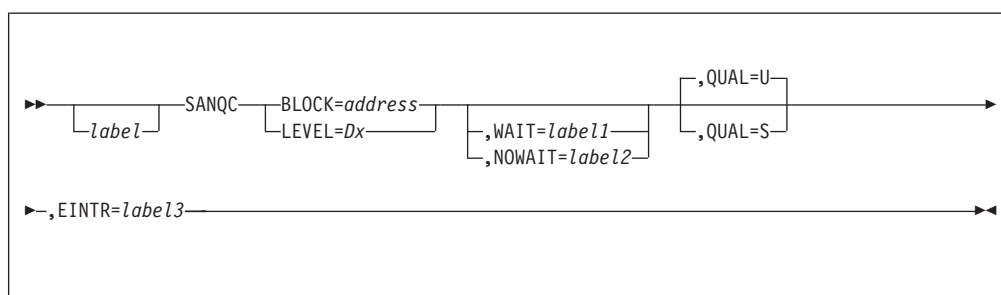 ,QUAL=U
SANQC BLOCK=address
label LEVEL=Dx ,WAIT=label1 ,QUAL=S
,NOWAIT=label2
,EINTR=label3